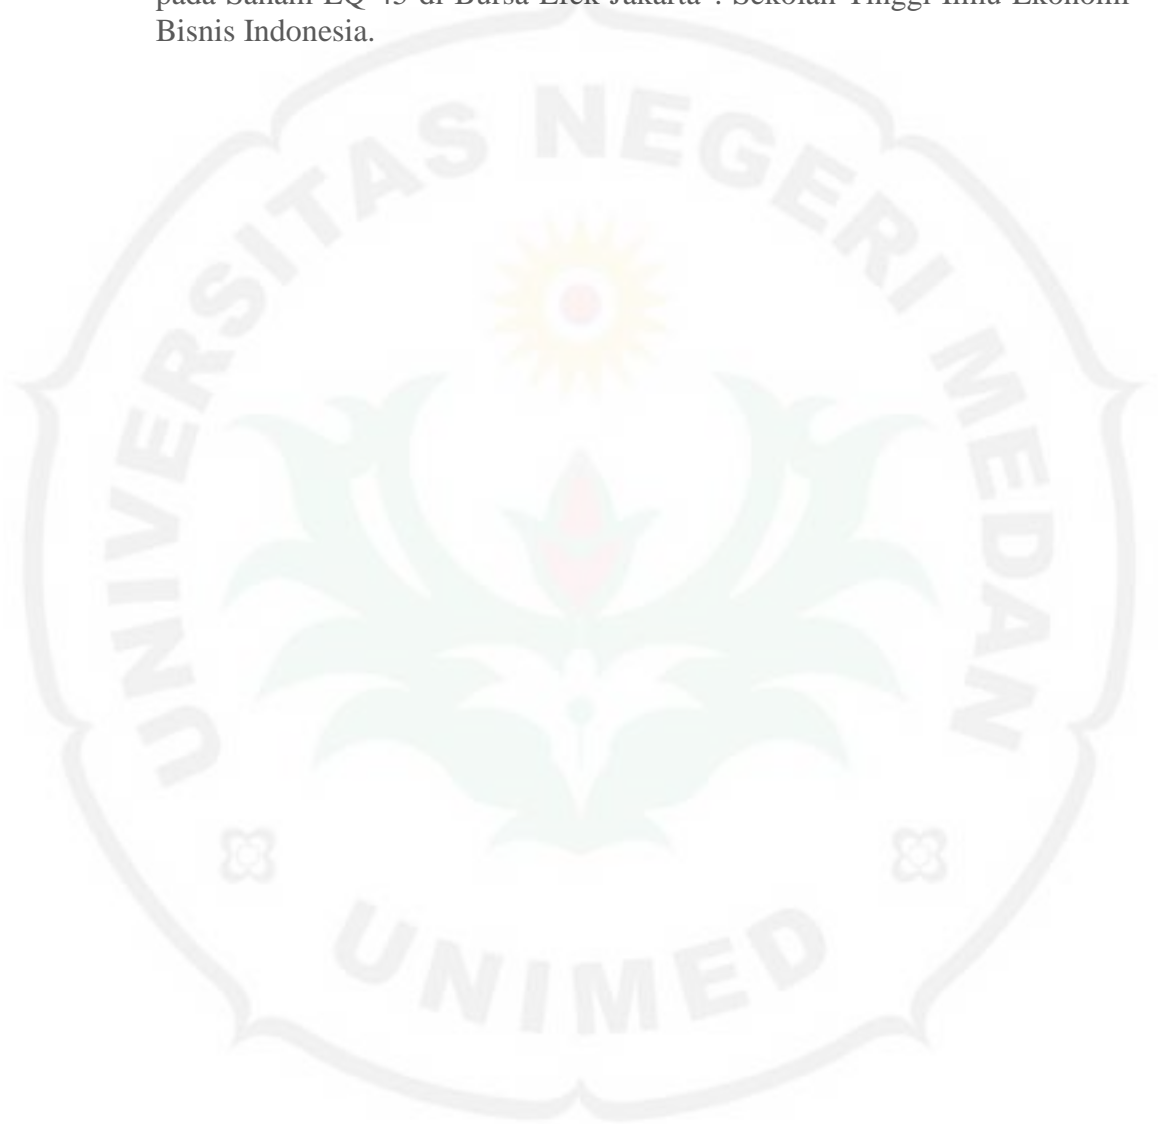 pada Saham LQ 45 di Bursa Efek Jakarta". Sekolah Tinggi Ilmu Ekonomi
Bisnis Indonesia.
UNIVERSITAS NEGERI MEDAN
UNIMED